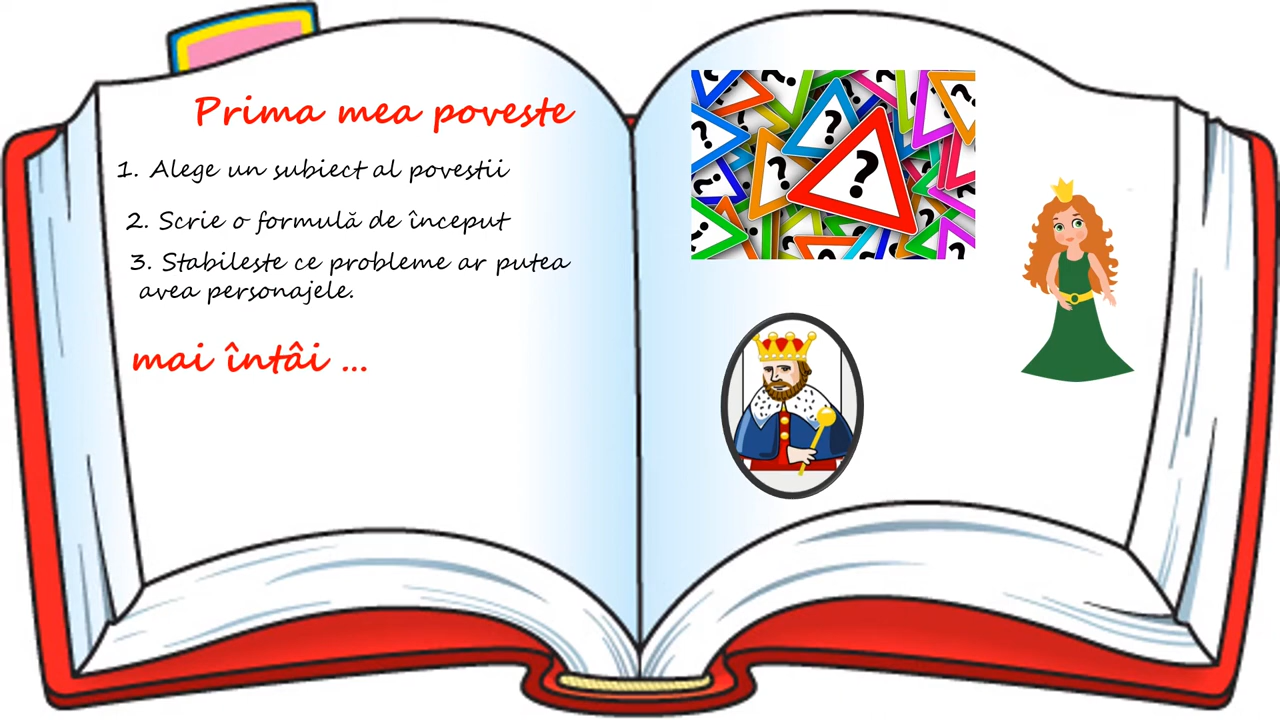 Prima mea poveste
1. Alege un subiect al povestii
2. Scrie o formulă de început
3. Stabileste ce probleme ar putea
avea personajele.
mai întâi ...